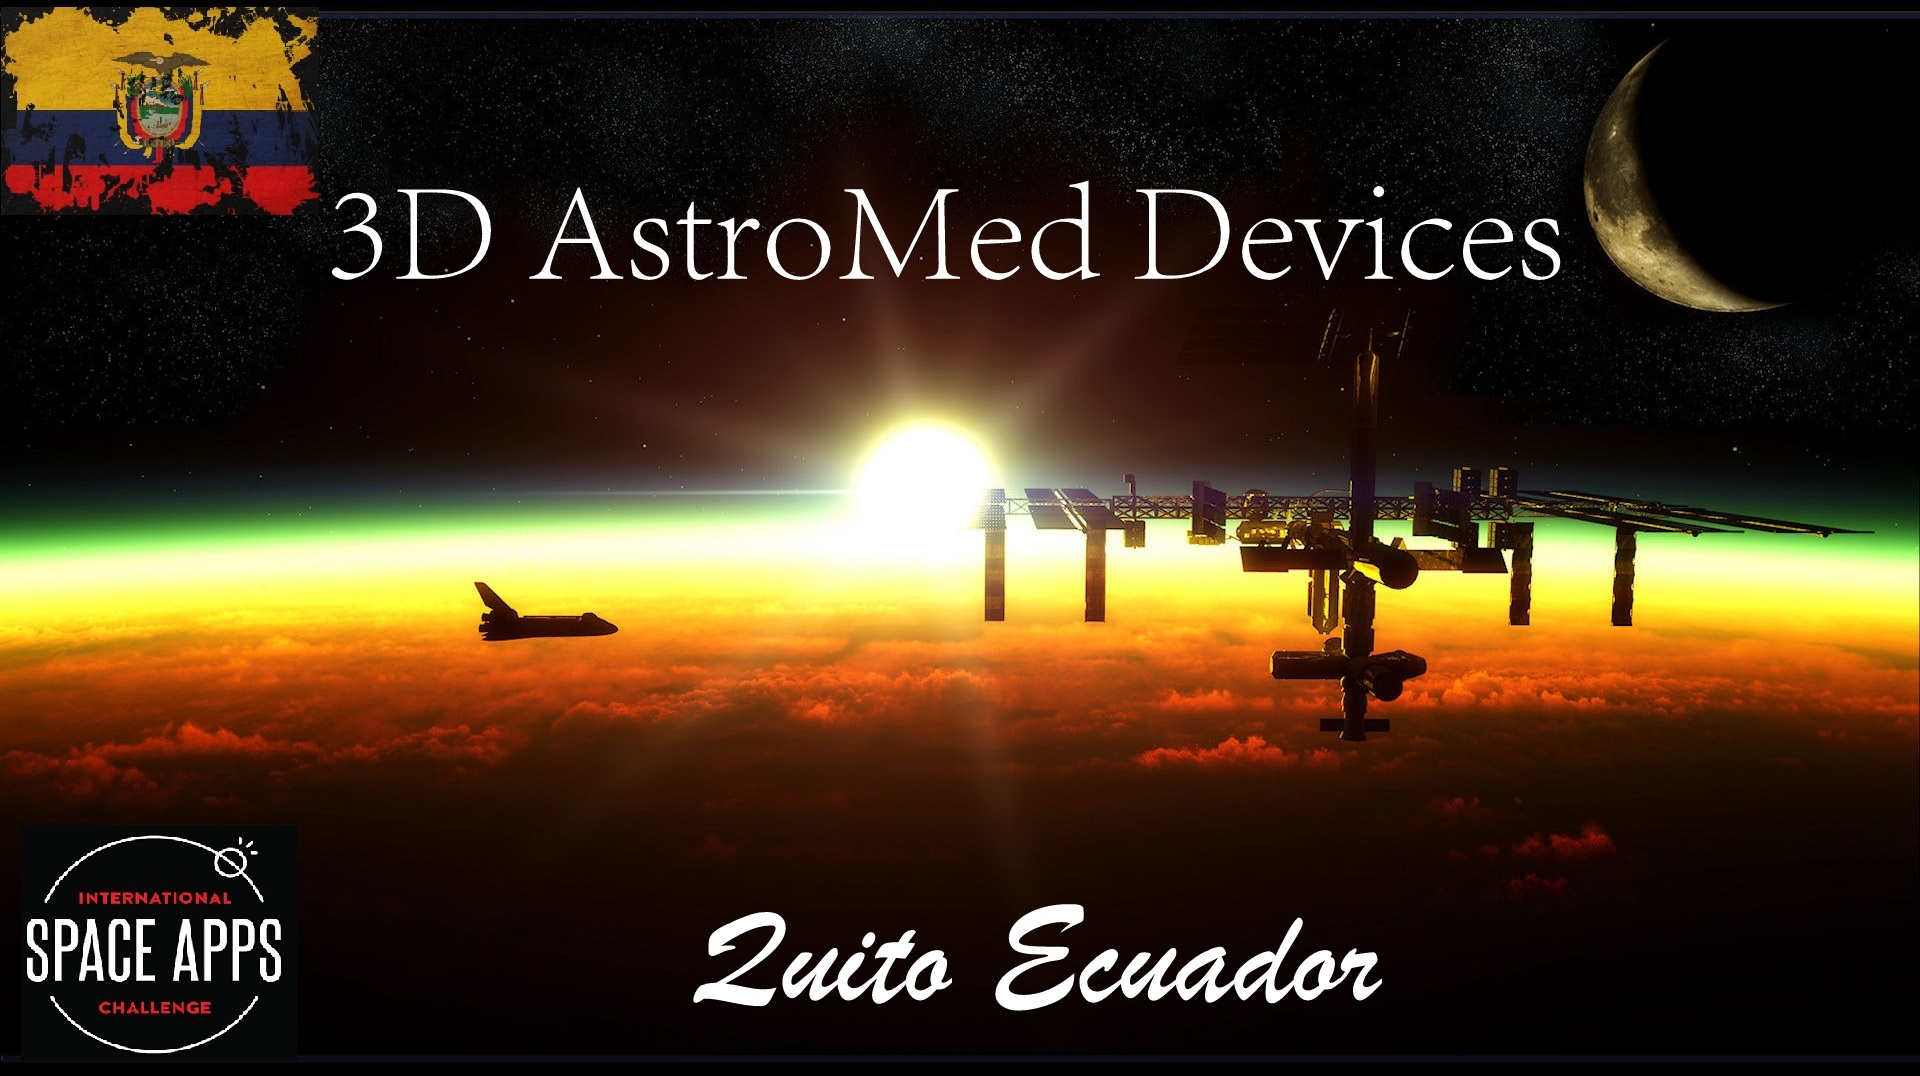 3D AstroMed Devices
INTERNATIONAL
SPACE APPS
CHALLENGE
Quito Ecuador